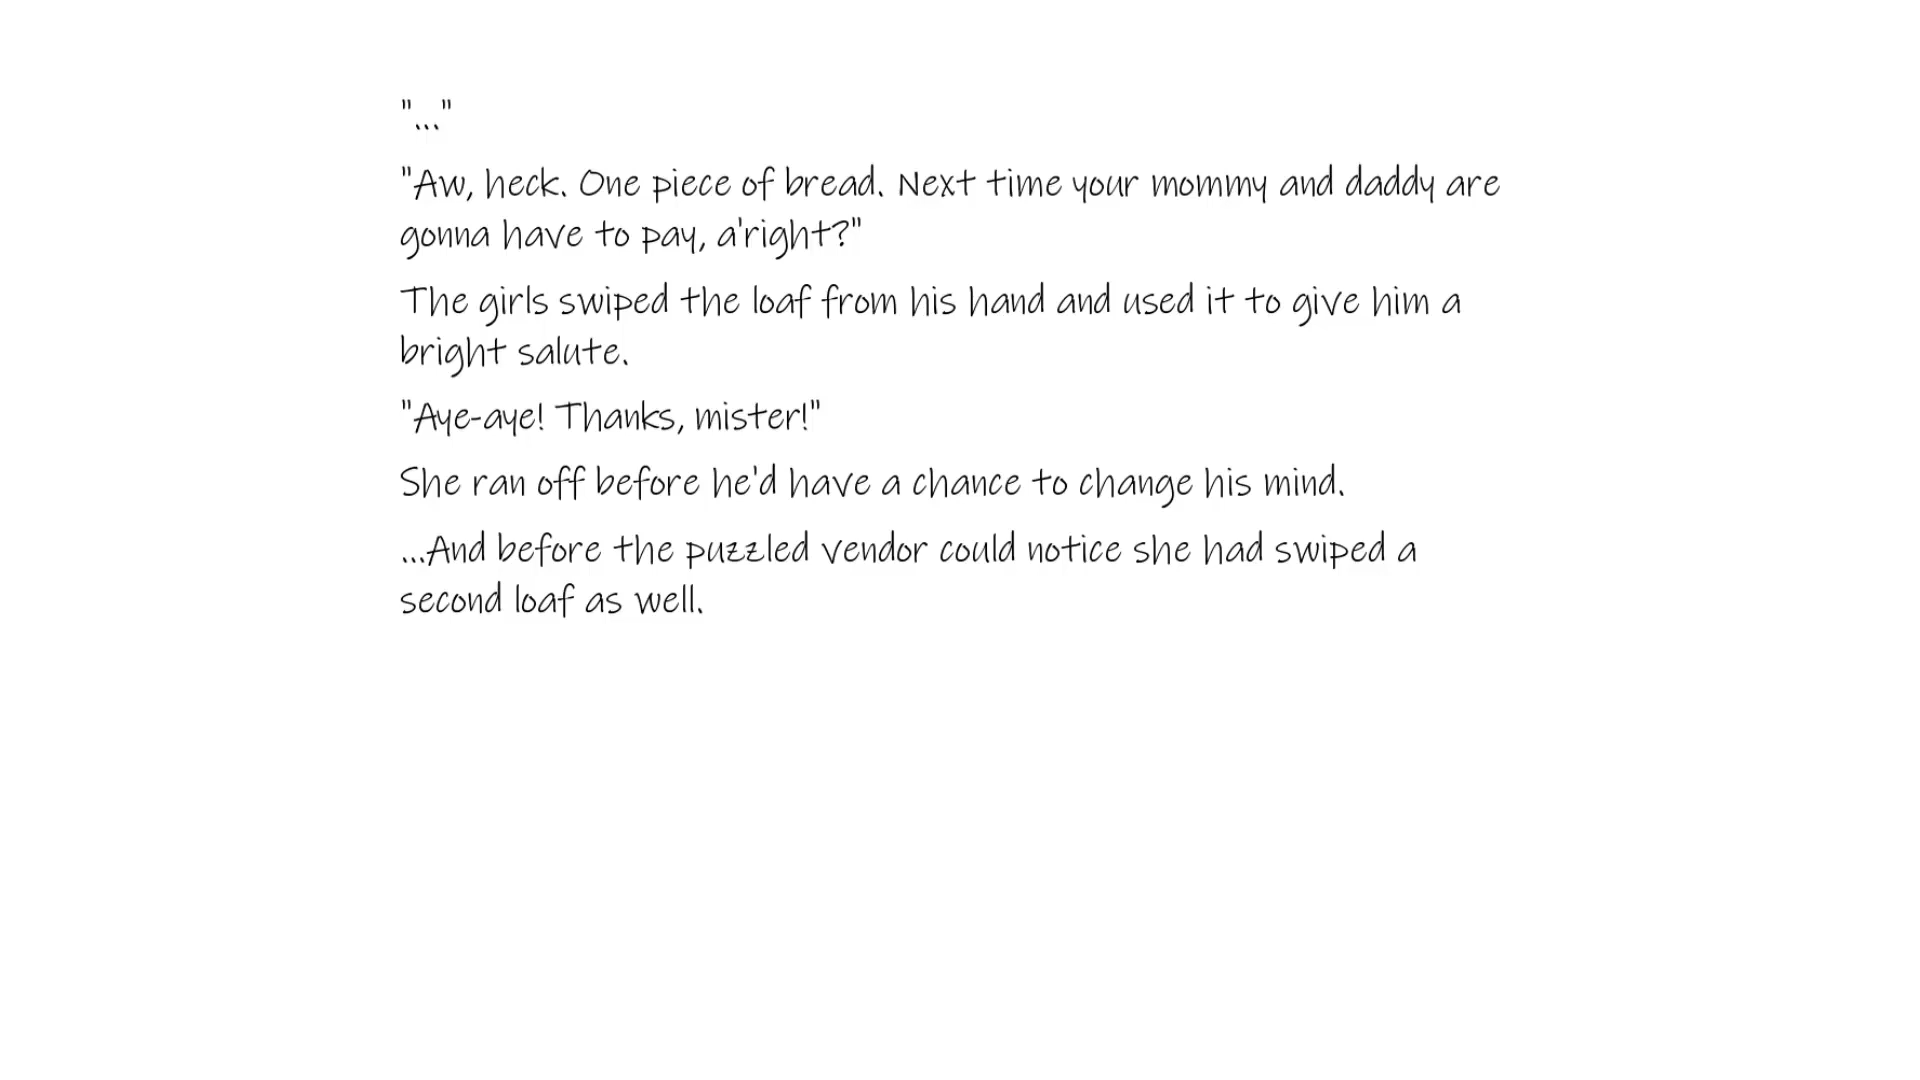 "..."
"Aw, heck. One piece of bread. Next time your mommy and daddy are
gonna have to pay, a'right?"
The girls swiped the loaf from his hand and used it to give him a
bright salute.
"Aye-aye! Thanks, mister!"
She ran off before he'd have a chance to change his mind.
...And before the puzzled vendor could notice she had swiped a
second loaf as well.